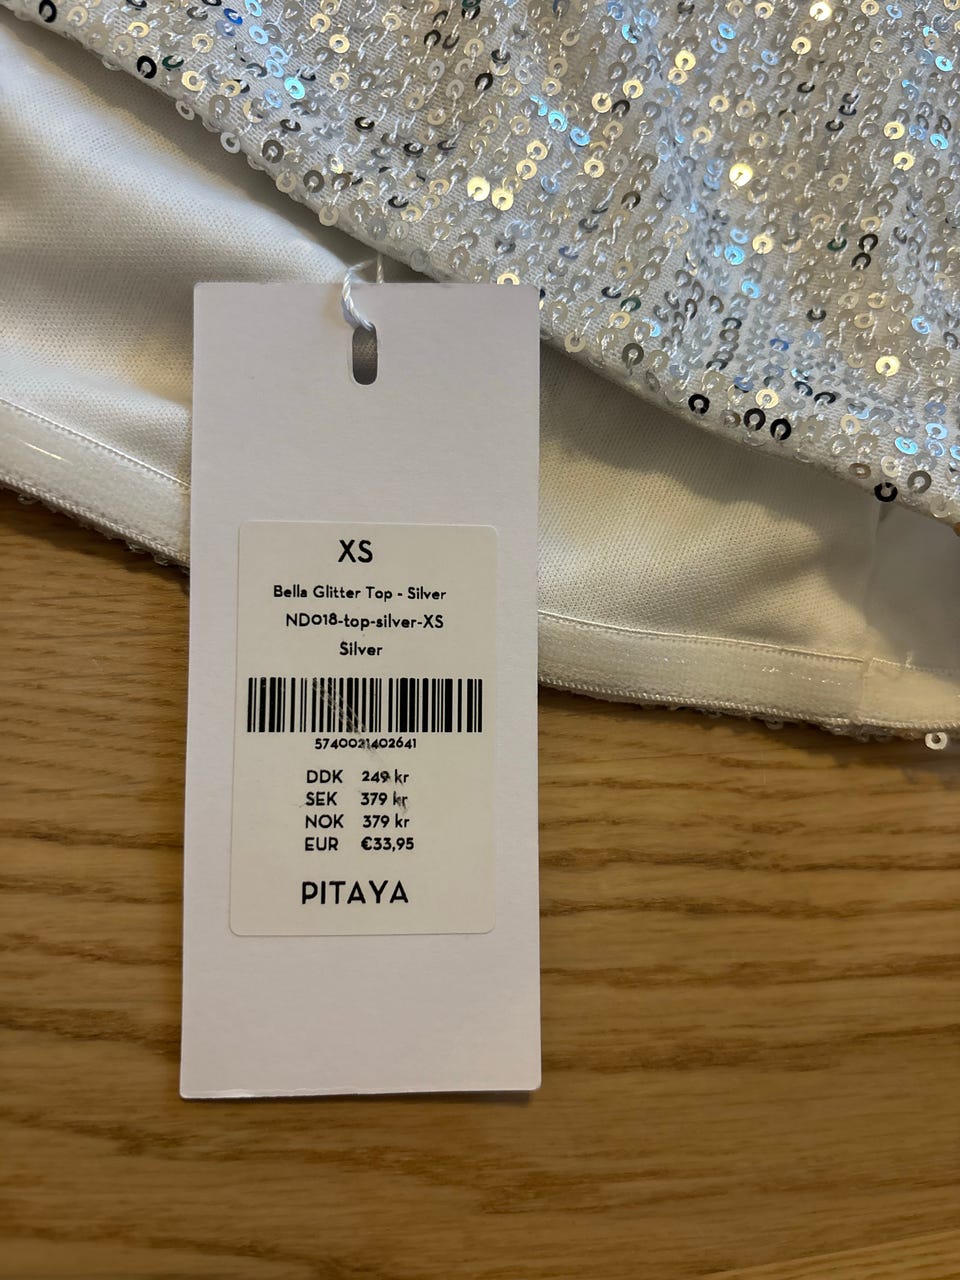 XS
Bella Glitter Top - Silver
ND018-top-silver-XS
Silver
5740021402641
DDK 249 kr
SEK 379 kr
NOK 379 kr
EUR €33,95
PITAYA